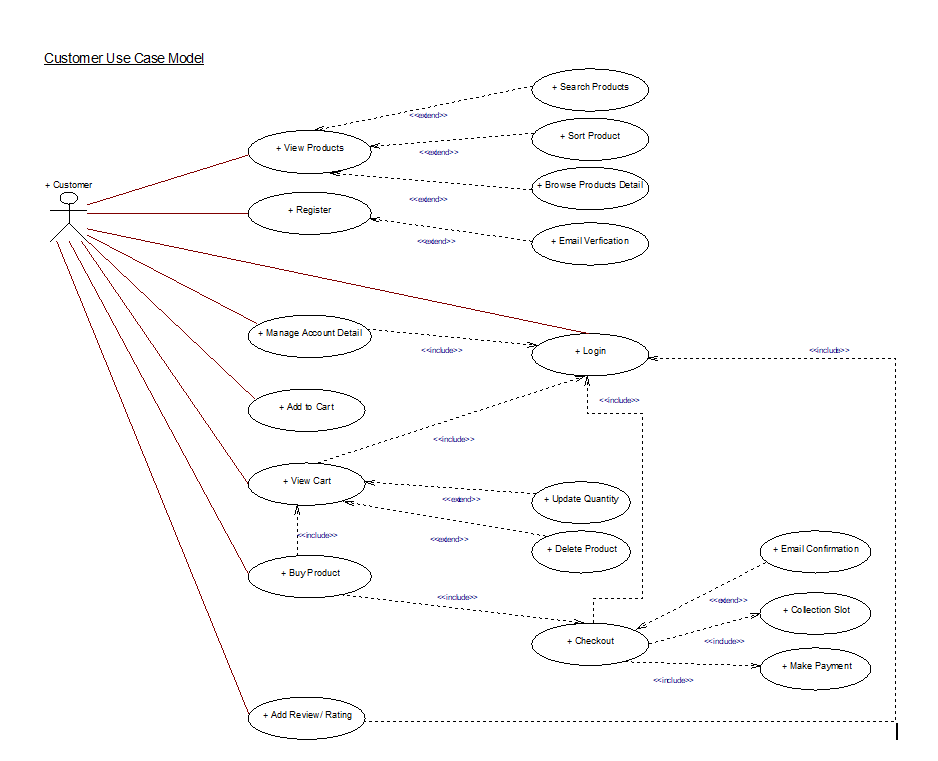 Customer Use Case Model
+ Search Products
<<extend>>
+ View Products
+ Sort Product
<<extend>>
+ Customer
+ Browse Products Detail
<<extend>>
+ Register
<<extend>>
+ Email Verfication
+ Manage Account Detail
<<include>>
+ Login
<<include>>
+ Add to Cart
<<include>>
<<include>>
+ View Cart
<<extend>>
+ Update Quantity
<<include>>
<<extend>>
+ Delete Product
+ Email Confirmation
+ Buy Product
<<include>>
<<extend>>
+ Collection Slot
+ Checkout
<<include>>
+ Make Payment
<<include>>
+ Add Review/ Rating